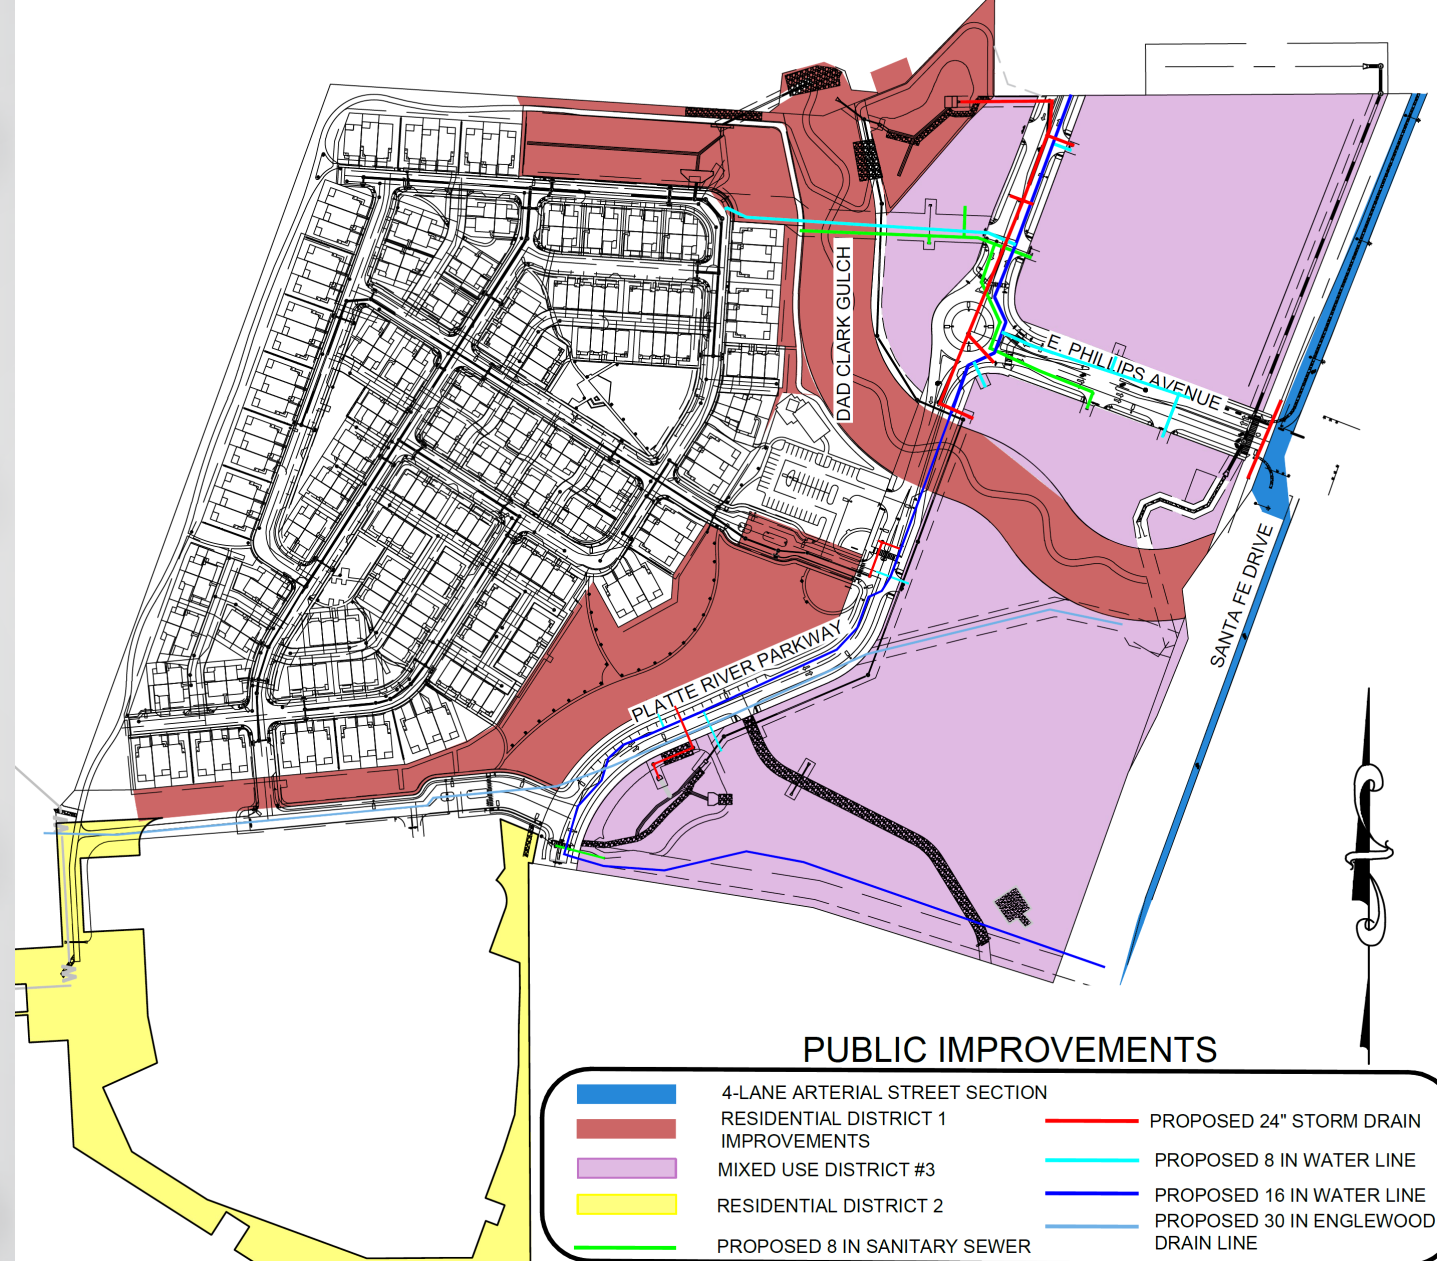 DAD CLARK GULCH
E. PHILLIPS AVENUE
SANTA FE DRIVE
PLATTE RIVER PARKWAY
PUBLIC IMPROVEMENTS
4-LANE ARTERIAL STREET SECTION
RESIDENTIAL DISTRICT 1
IMPROVEMENTS
MIXED USE DISTRICT #3
RESIDENTIAL DISTRICT 2
PROPOSED 8 IN SANITARY SEWER
PROPOSED 24" STORM DRAIN
PROPOSED 8 IN WATER LINE
PROPOSED 16 IN WATER LINE
PROPOSED 30 IN ENGLEWOOD
DRAIN LINE